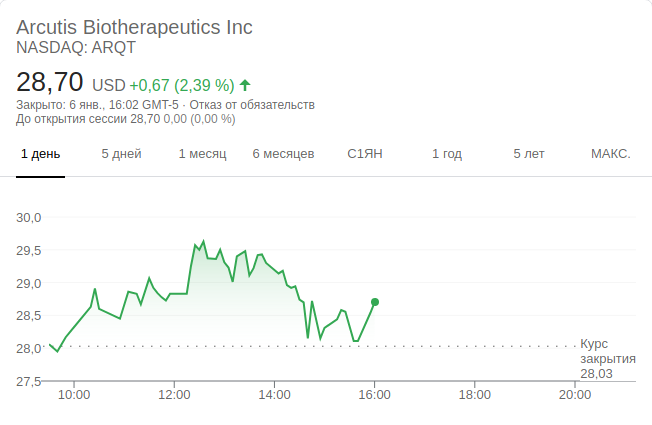 Arcutis Biotherapeutics Inc
NASDAQ: ARQT
28,70 USD +0,67 (2,39 %)
Закрыто: 6 янв., 16:02 GMT-5 · Отказ от обязательств
До открытия сессии 28,70 0,00 (0,00 %)
1 день 5 дней 1 месяц 6 месяцев С1ЯН 1 год 5 лет МАКС.
30,0
29,5
29,0
28,5
28,0
27,5
Курс
закрытия
28,03
10:00 12:00 14:00 16:00 18:00 20:00